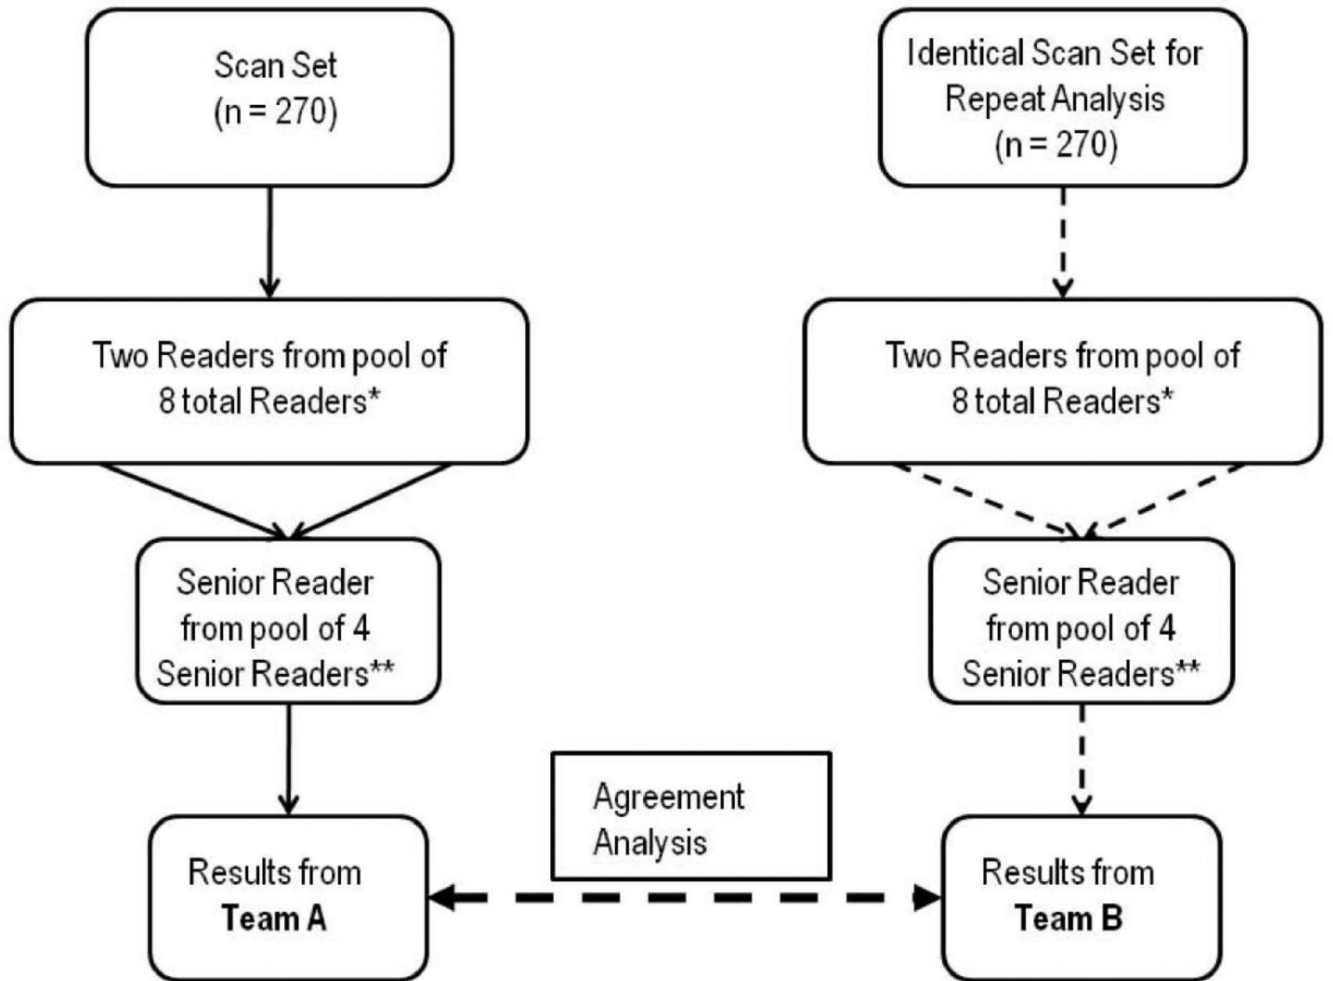 Scan Set
(n = 270)
Identical Scan Set for
Repeat Analysis
(n = 270)
Two Readers from pool of
8 total Readers*
Two Readers from pool of
8 total Readers*
Senior Reader
from pool of 4
Senior Readers**
Senior Reader
from pool of 4
Senior Readers**
Agreement
Analysis
Results from
Team A
Results from
Team B